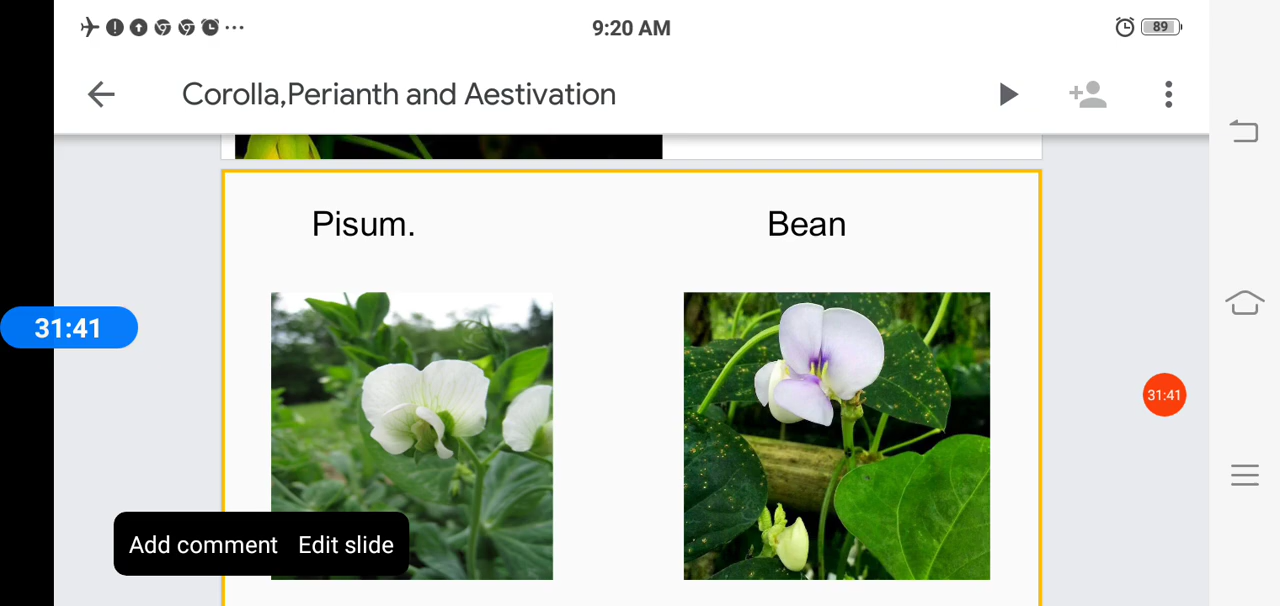 9:20 AM
89
Corolla,Perianth and Aestivation
Pisum.
Bean
31:41
31:41
Add comment Edit slide